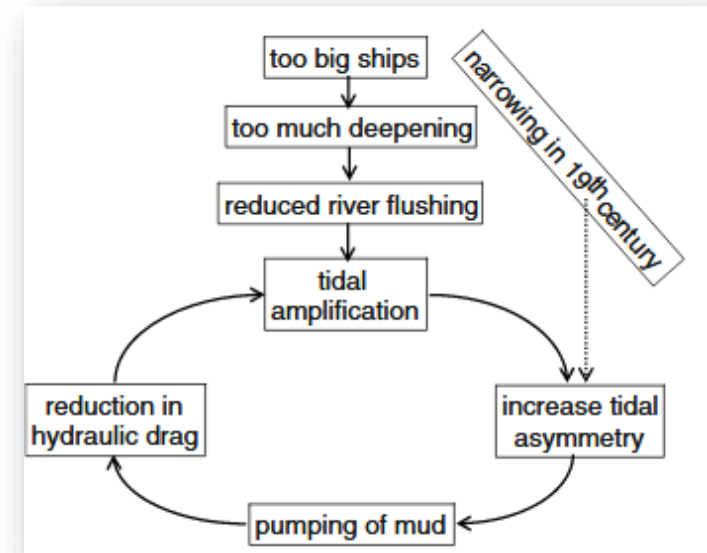 too big ships
too much deepening
narrowing in 19th century
reduced river flushing
tidal
amplification
reduction in
hydraulic drag
increase tidal
asymmetry
pumping of mud